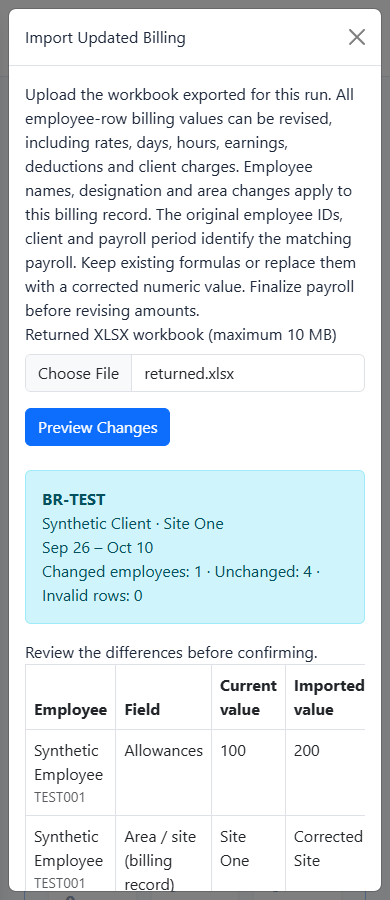 Import Updated Billing
Upload the workbook exported for this run. All
employee-row billing values can be revised,
including rates, days, hours, earnings,
deductions and client charges. Employee
names, designation and area changes apply to
this billing record. The original employee IDs,
client and payroll period identify the matching
payroll. Keep existing formulas or replace them
with a corrected numeric value. Finalize payroll
before revising amounts.
Returned XLSX workbook (maximum 10 MB)
Choose File returned.xlsx
Preview Changes
BR-TEST
Synthetic Client · Site One
Sep 26 – Oct 10
Changed employees: 1 · Unchanged: 4 ·
Invalid rows: 0
Review the differences before confirming.
Employee Field Current value Imported value
Synthetic Employee TEST001 Allowances 100 200
Synthetic Employee TEST001 Area / site (billing record) Site One Corrected Site